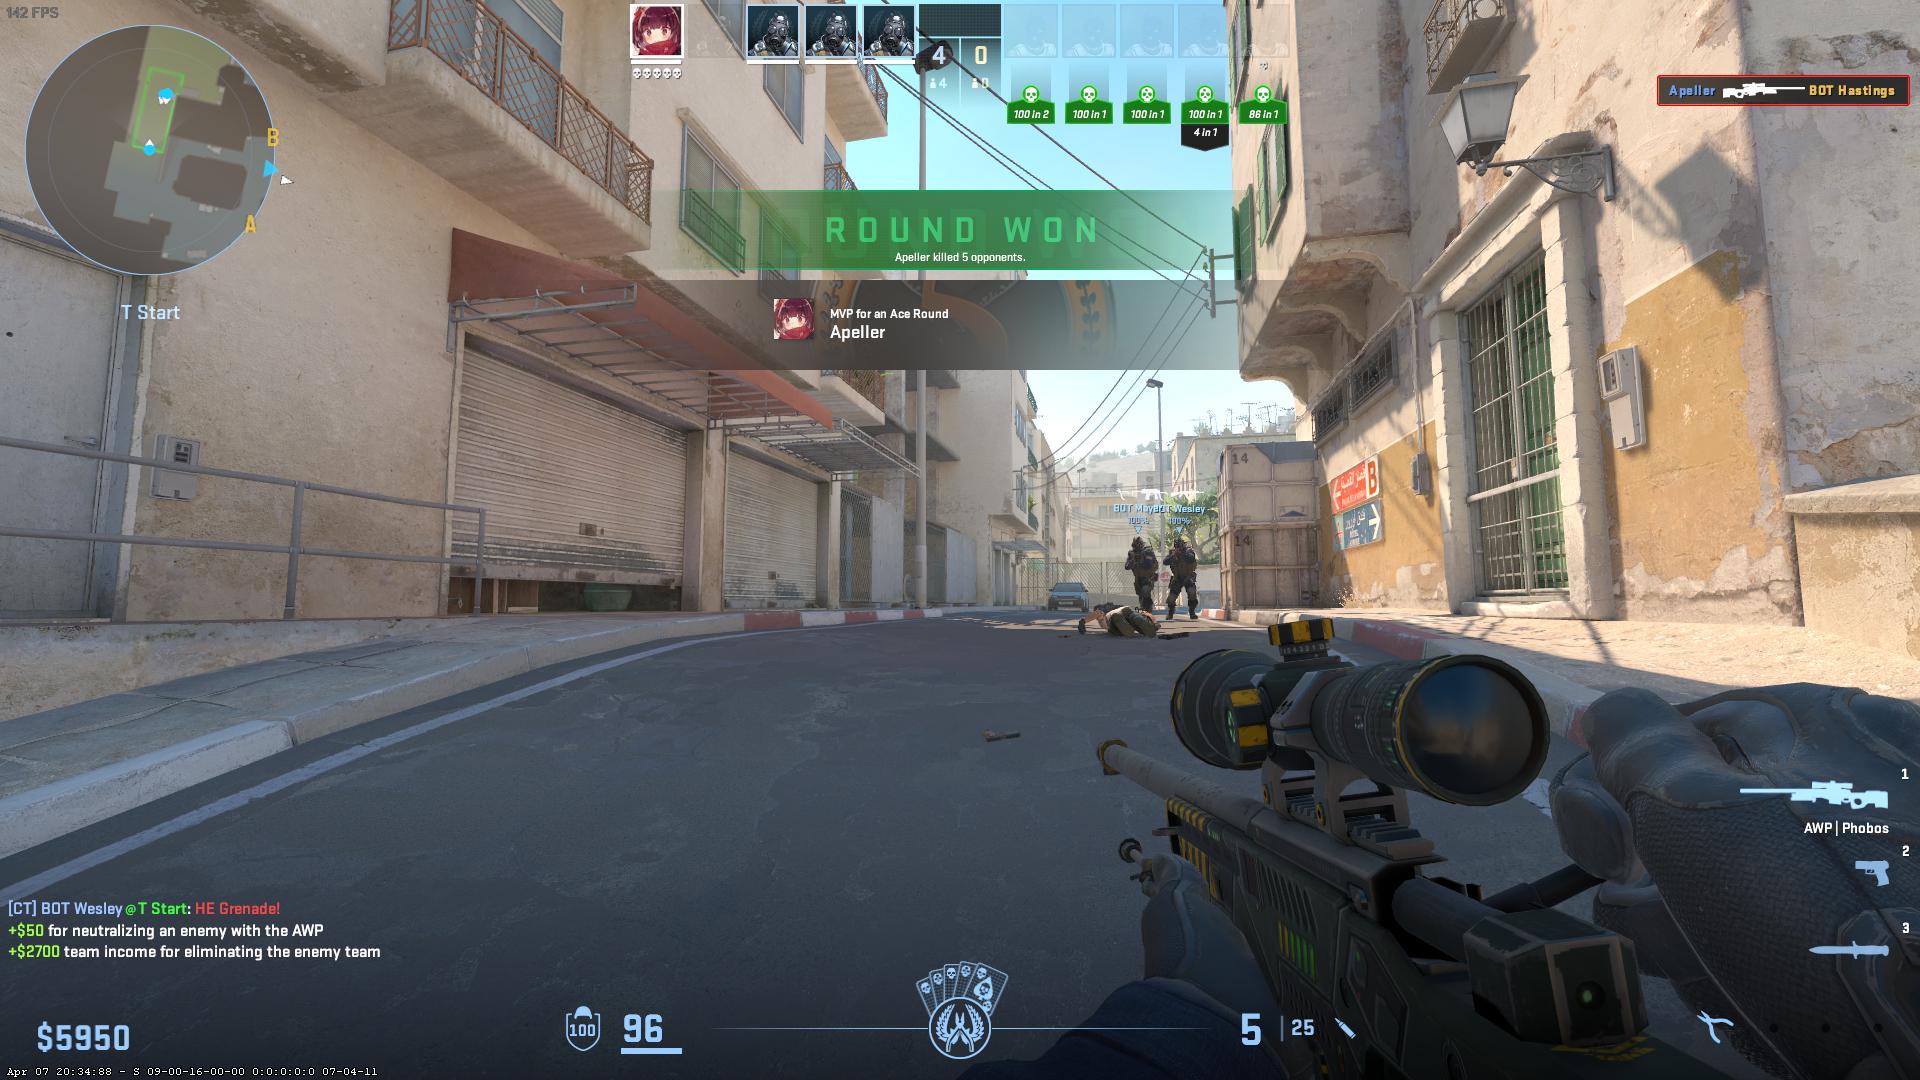 142 FPS
4 0
4 0
100 in 2
100 in 1
100 in 1
100 in 1
86 in 1
4 in 1
Apeller BOT Hastings
B
A
T Start
ROUND WON
Apeller killed 5 opponents.
MVP for an Ace Round
Apeller
14
14
B
100%
100%
1
AWP | Phobos
2
3
[CT] BOT Wesley @ T Start: HE Grenade!
+$50 for neutralizing an enemy with the AWP
+$2700 team income for eliminating the enemy team
$5950
100 96
5 | 25
Apr 07 20:34:88 - S 09-00-16-00-00 0:0:0:0:0 07-04-11